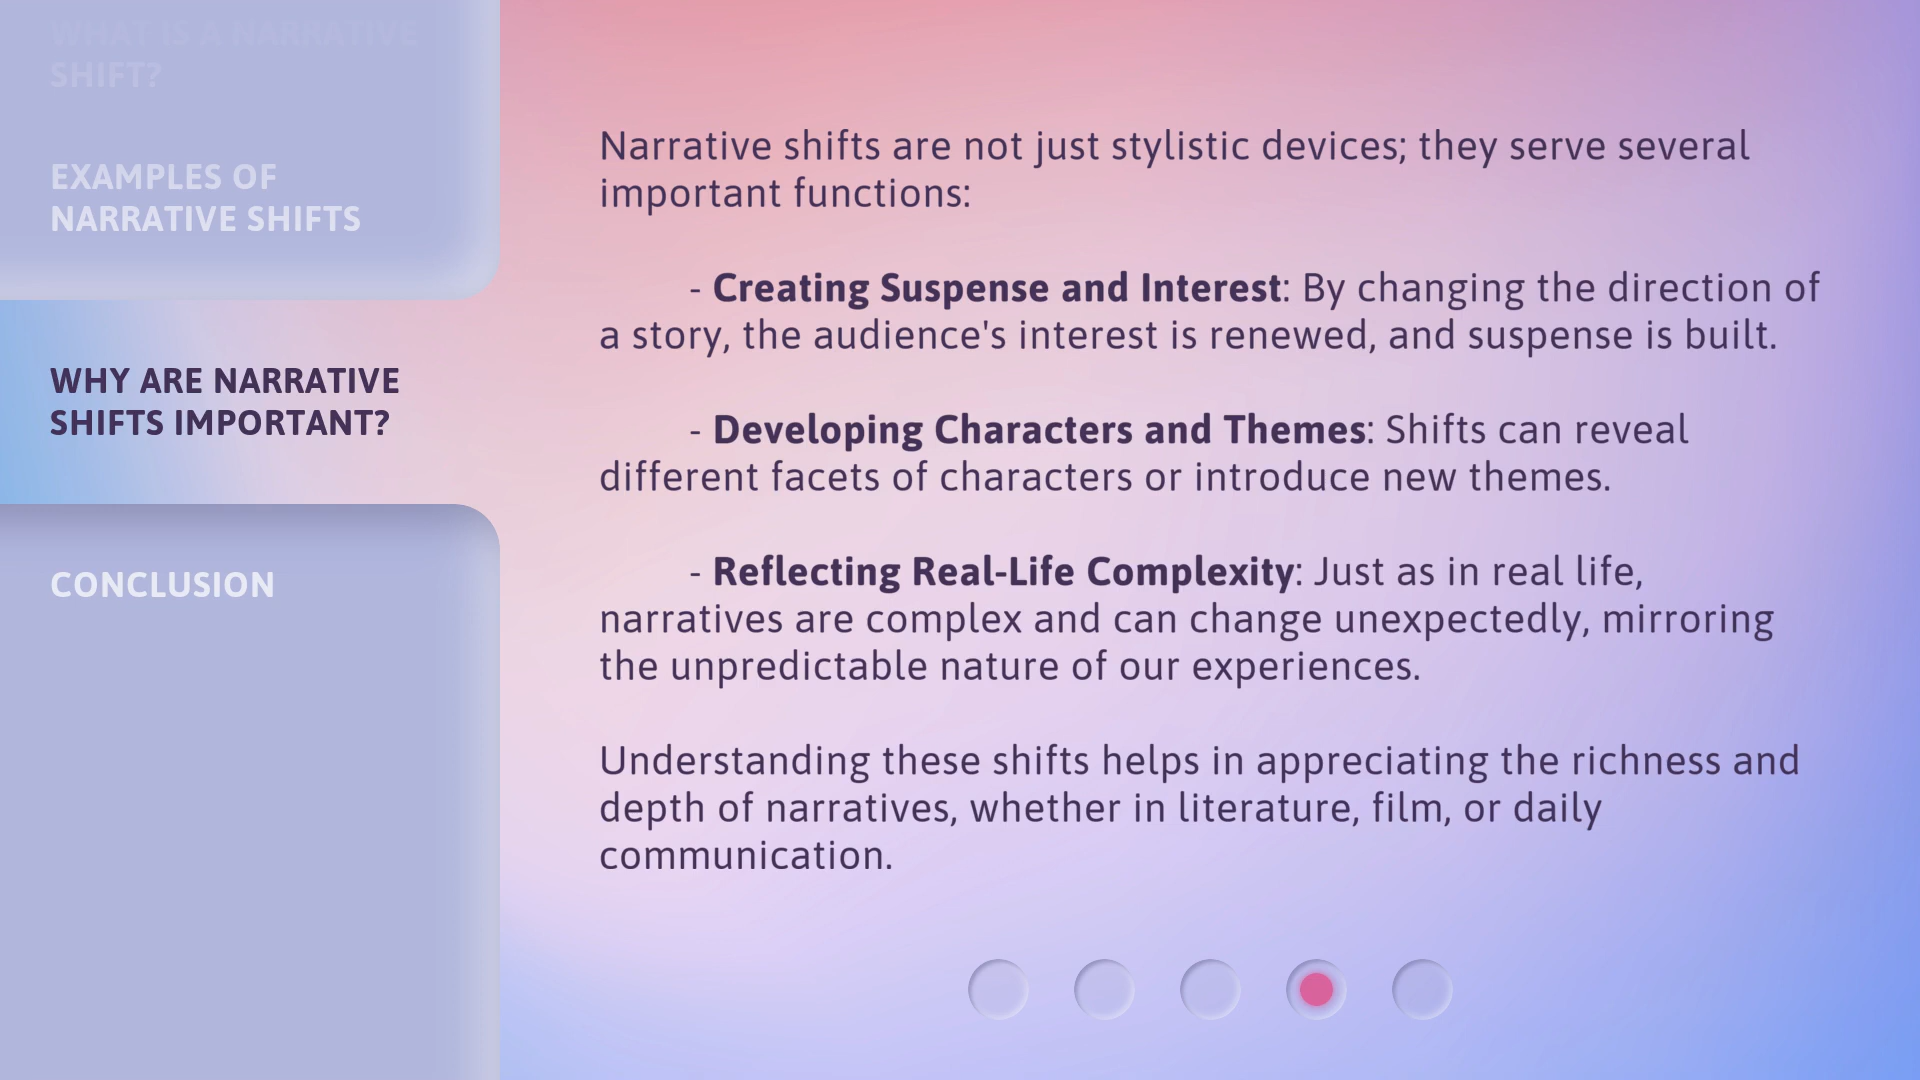 WHAT IS A NARRATIVE
SHIFT?
EXAMPLES OF
NARRATIVE SHIFTS
WHY ARE NARRATIVE
SHIFTS IMPORTANT?
CONCLUSION
Narrative shifts are not just stylistic devices; they serve several
important functions:
- Creating Suspense and Interest: By changing the direction of
a story, the audience's interest is renewed, and suspense is built.
- Developing Characters and Themes: Shifts can reveal
different facets of characters or introduce new themes.
- Reflecting Real-Life Complexity: Just as in real life,
narratives are complex and can change unexpectedly, mirroring
the unpredictable nature of our experiences.
Understanding these shifts helps in appreciating the richness and
depth of narratives, whether in literature, film, or daily
communication.